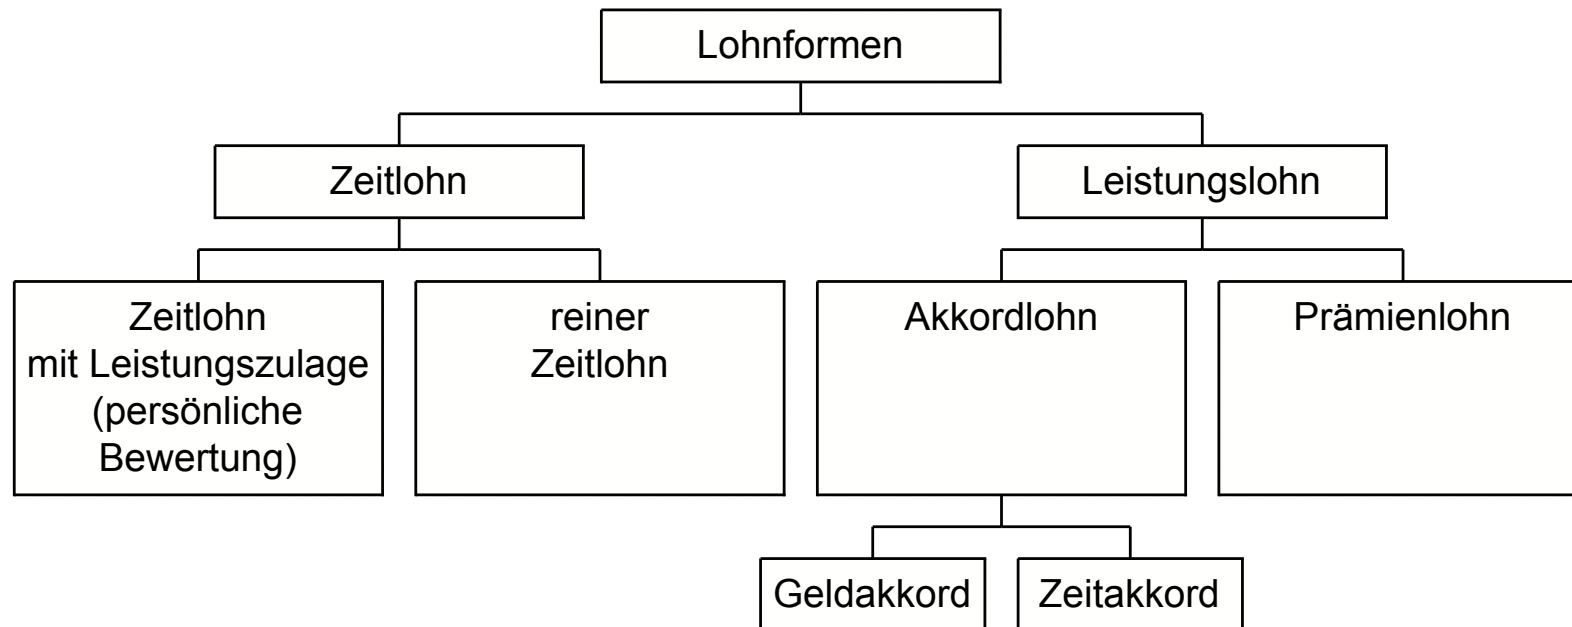 Lohnformen
Zeitlohn
Leistungslohn
Zeitlohn
mit Leistungszulage
(persönliche
Bewertung)
reiner
Zeitlohn
Akkordlohn
Prämienlohn
Geldakkord
Zeitakkord